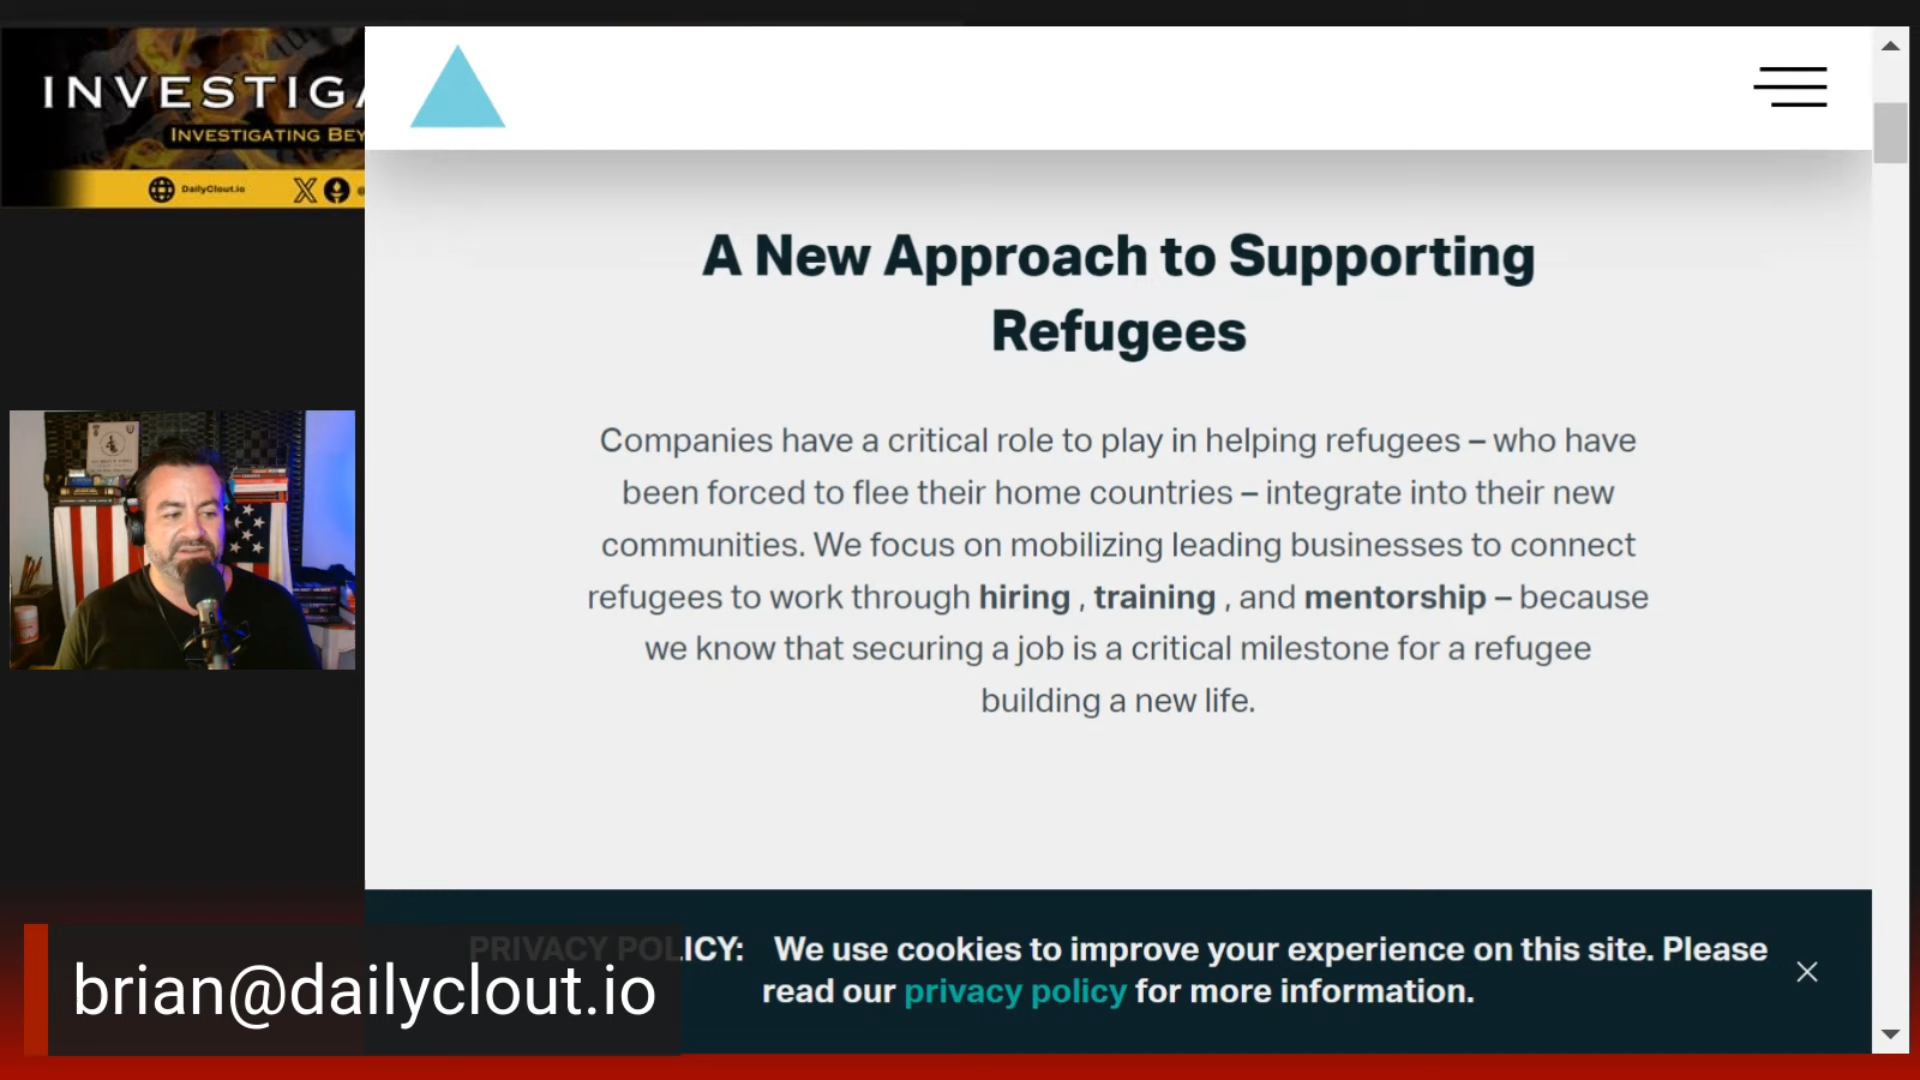 INVESTIGA
INVESTIGATING BEY
DailyClout.io
A New Approach to Supporting
Refugees
Companies have a critical role to play in helping refugees – who have
been forced to flee their home countries – integrate into their new
communities. We focus on mobilizing leading businesses to connect
refugees to work through hiring , training , and mentorship – because
we know that securing a job is a critical milestone for a refugee
building a new life.
PRIVACY POLICY: We use cookies to improve your experience on this site. Please
read our privacy policy for more information.
brian@dailyclout.io